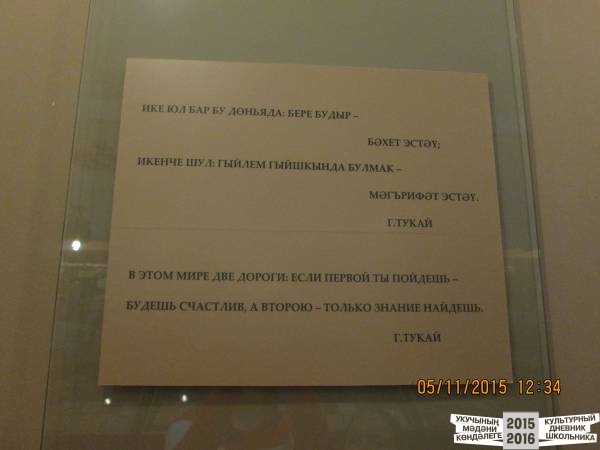 ИКЕ ЮЛ БАР БУ ДӨНЬЯДА: БЕРЕ БУДЫР –
БӘХЕТ ЭСТӘҮ;
ИКЕНЧЕ ШУЛ: ГЫЙЛЕМ ГЫЙШКЫНДА БУЛМАК –
МӘГЪРИФӘТ ЭСТӘҮ.
Г.ТУКАЙ
В ЭТОМ МИРЕ ДВЕ ДОРОГИ: ЕСЛИ ПЕРВОЙ ТЫ ПОЙДЕШЬ –
БУДЕШЬ СЧАСТЛИВ, А ВТОРОЮ – ТОЛЬКО ЗНАНИЕ НАЙДЕШЬ.
Г.ТУКАЙ
05/11/2015 12:34
УКУЧЫНЫҢ
МӘДӘНИ
КӨНДӘЛЕГЕ
2015
2016
КУЛЬТУРНЫЙ
ДНЕВНИК
ШКОЛЬНИКА